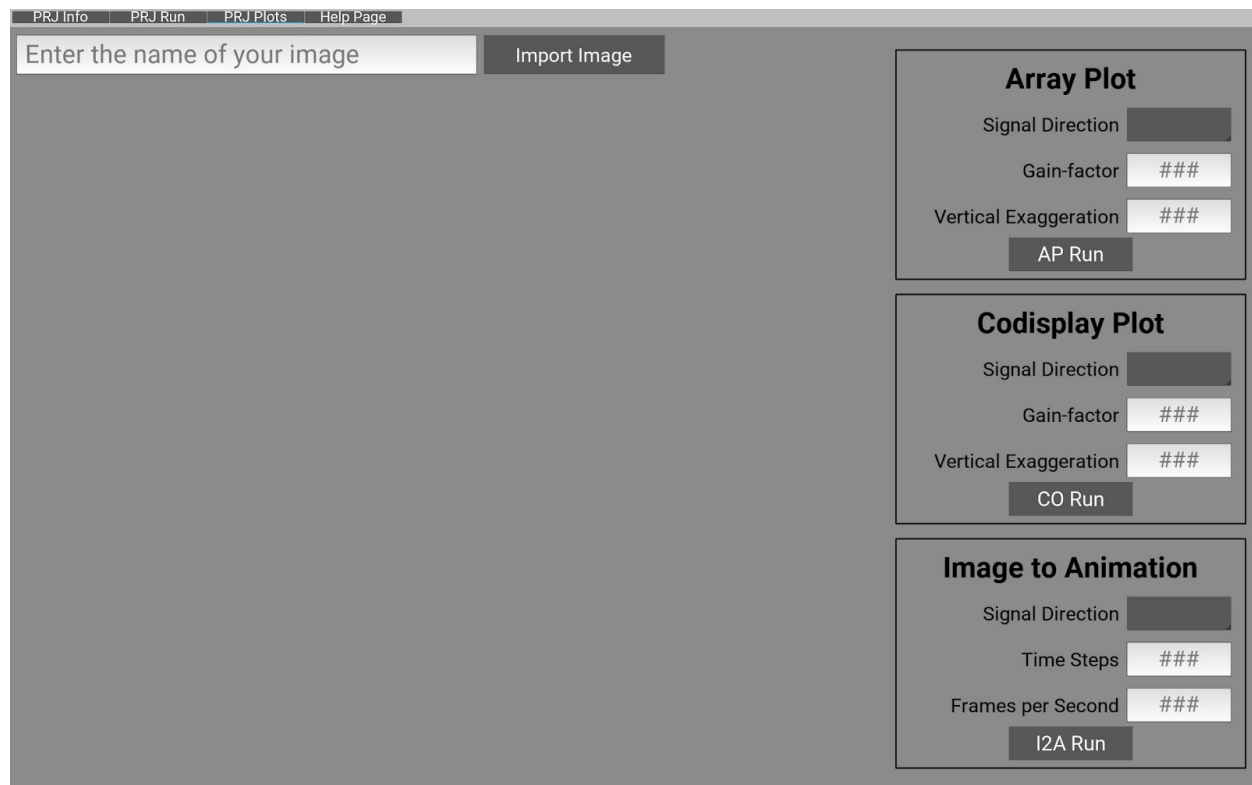 PRJ Info PRJ Run PRJ Plots Help Page
Enter the name of your image Import Image
Array Plot
Signal Direction
Gain-factor ###
Vertical Exaggeration ###
AP Run
Codisplay Plot
Signal Direction
Gain-factor ###
Vertical Exaggeration ###
CO Run
Image to Animation
Signal Direction
Time Steps ###
Frames per Second ###
I2A Run